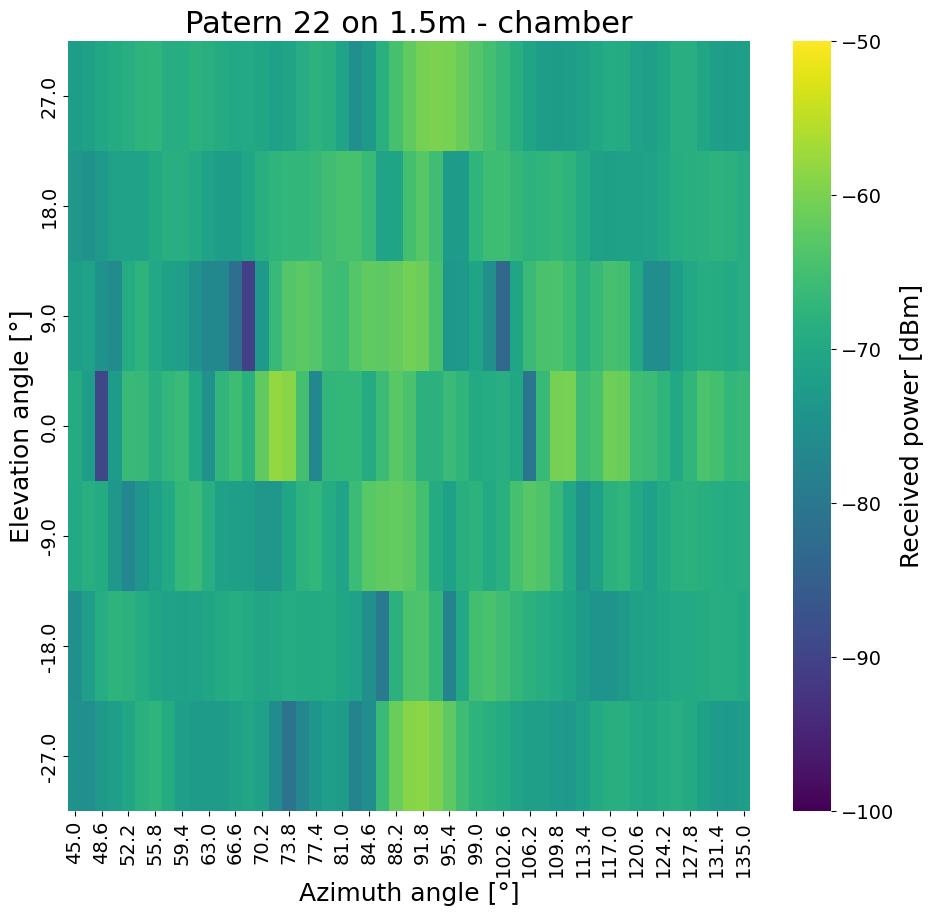 Patern 22 on 1.5m - chamber
Elevation angle [°]
27.0
18.0
9.0
0.0
-9.0
-18.0
-27.0
45.0 48.6 52.2 55.8 59.4 63.0 66.6 70.2 73.8 77.4 81.0 84.6 88.2 91.8 95.4 99.0 102.6 106.2 109.8 113.4 117.0 120.6 124.2 127.8 131.4 135.0
Azimuth angle [°]
−50
−60
−70
−80
−90
−100
Received power [dBm]